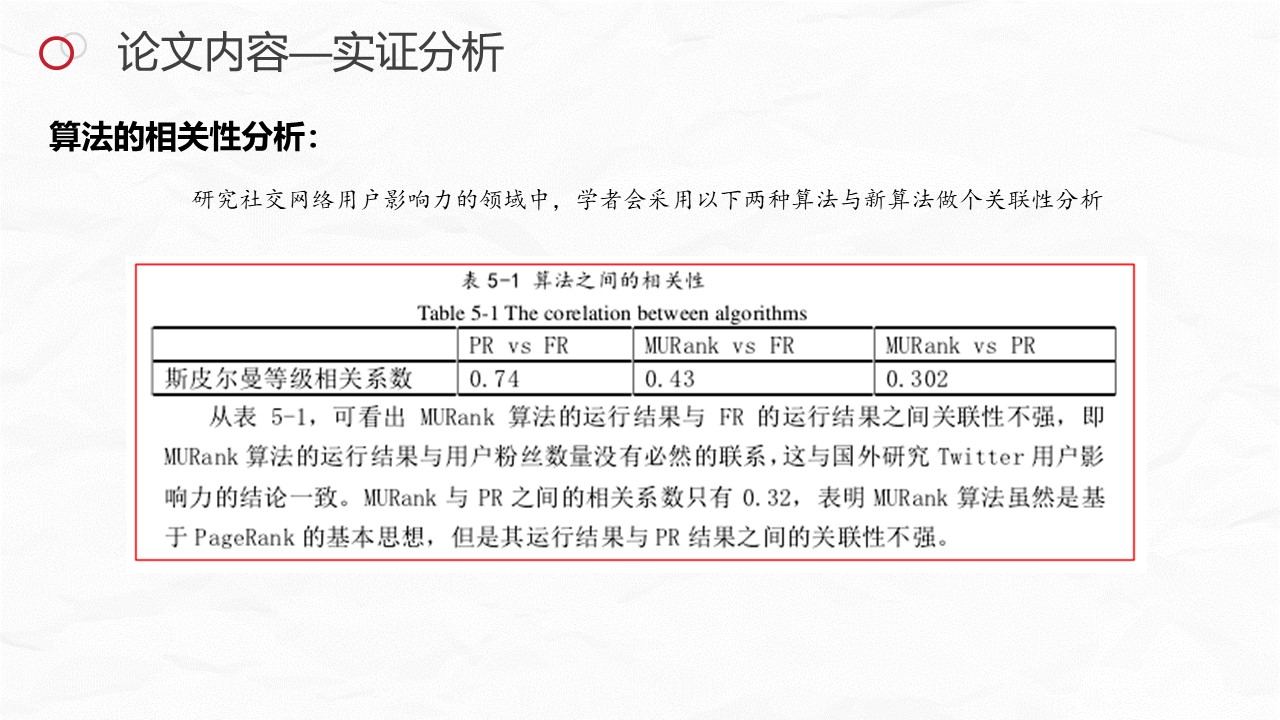 论文内容—实证分析
算法的相关性分析：
研究社交网络用户影响力的领域中，学者会采用以下两种算法与新算法做个关联性分析
表 5-1 算法之间的相关性
Table 5-1 The corelation between algorithms
PR vs FR MURank vs FR MURank vs PR
斯皮尔曼等级相关系数 0.74 0.43 0.302
从表 5-1，可看出 MURank 算法的运行结果与 FR 的运行结果之间关联性不强，即
MURank 算法的运行结果与用户粉丝数量没有必然的联系，这与国外研究 Twitter 用户影
响力的结论一致。MURank 与 PR 之间的相关系数只有 0.32，表明 MURank 算法虽然是基
于 PageRank 的基本思想，但是其运行结果与 PR 结果之间的关联性不强。